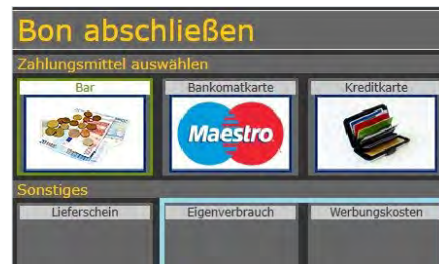 Bon abschließen
Zahlungsmittel auswählen
Bar Bankomatkarte Kreditkarte
Maestro
Sonstiges
Lieferschein Eigenverbrauch Werbungskosten